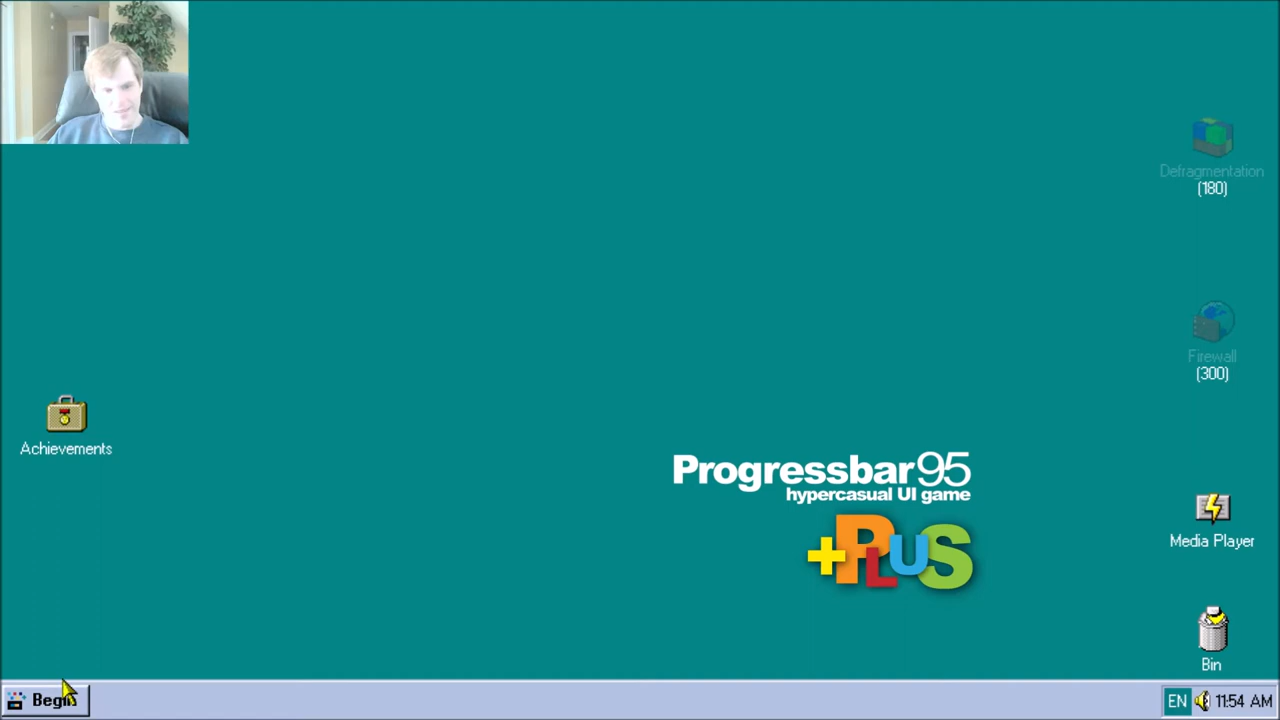 Defragmentation
(180)
Firewall
(300)
Achievements
Progressbar95
hypercasual UI game
+PLUS
Media Player
Bin
Begin
EN 11:54 AM